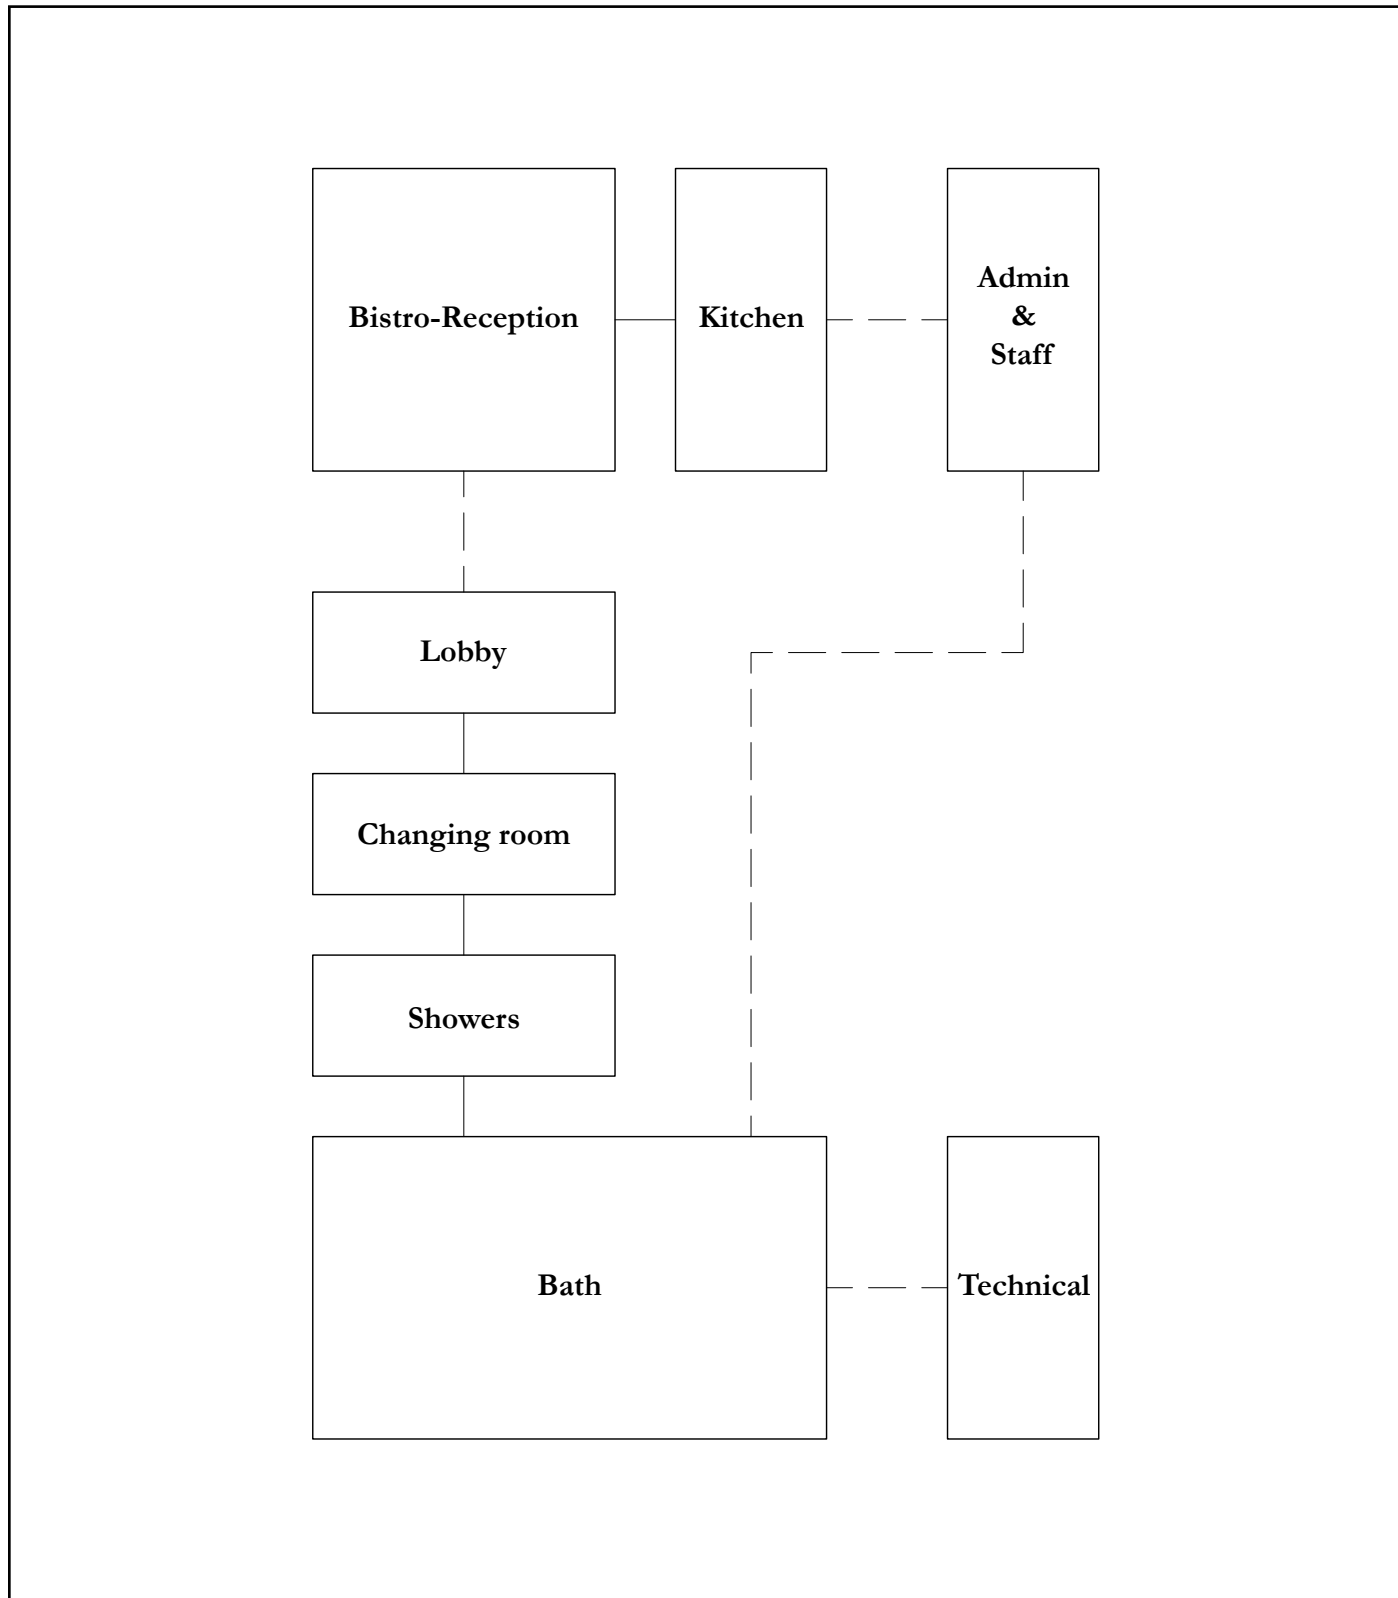 Bistro-Reception
Kitchen
Admin
&
Staff
Lobby
Changing room
Showers
Bath
Technical